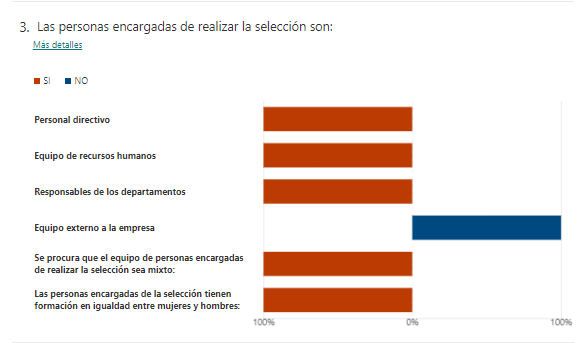 3. Las personas encargadas de realizar la selección son:
Más detalles
SI NO
Personal directivo
Equipo de recursos humanos
Responsables de los departamentos
Equipo externo a la empresa
Se procura que el equipo de personas encargadas
de realizar la selección sea mixto:
Las personas encargadas de la selección tienen
formación en igualdad entre mujeres y hombres:
100% 0% 100%